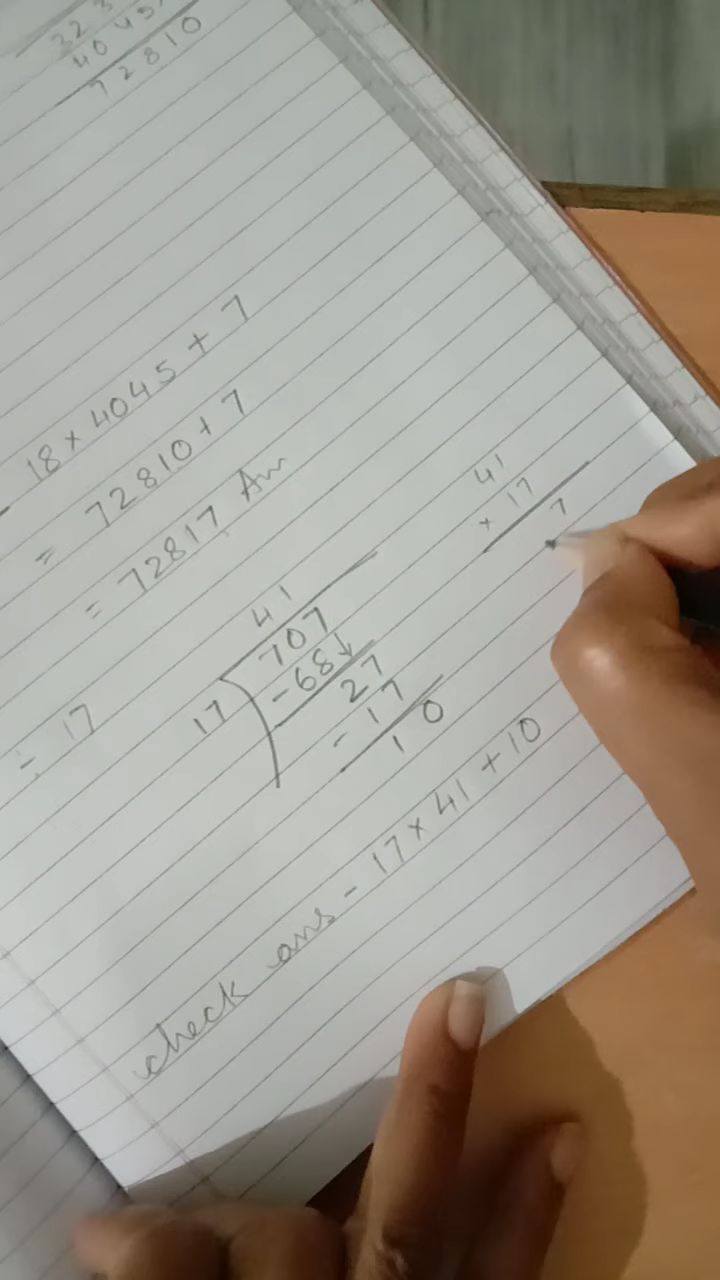 72810
18 × 4045 + 7
= 72810 + 7
= 72817 Ans
÷ 17
41
17 707
- 68↓
27
- 17
10
41
× 17
7
check ans - 17 × 41 + 10